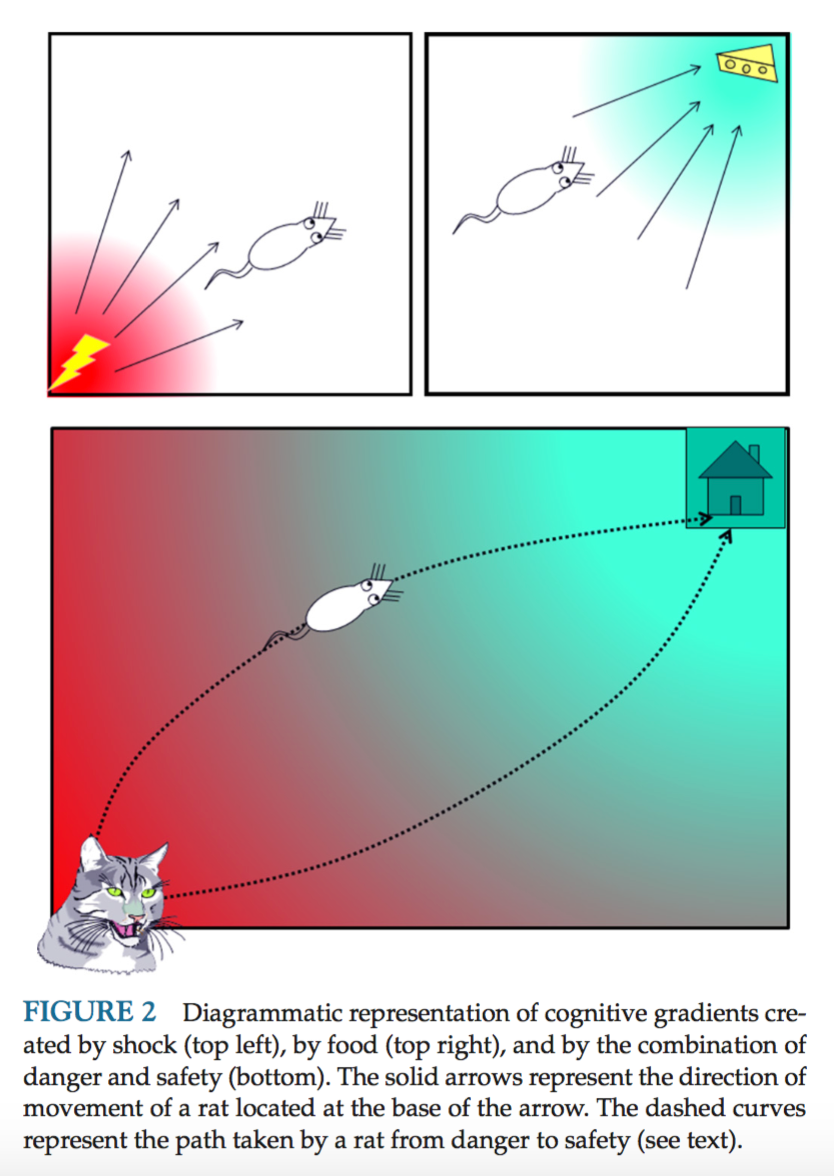 FIGURE 2 Diagrammatic representation of cognitive gradients cre-
ated by shock (top left), by food (top right), and by the combination of
danger and safety (bottom). The solid arrows represent the direction of
movement of a rat located at the base of the arrow. The dashed curves
represent the path taken by a rat from danger to safety (see text).